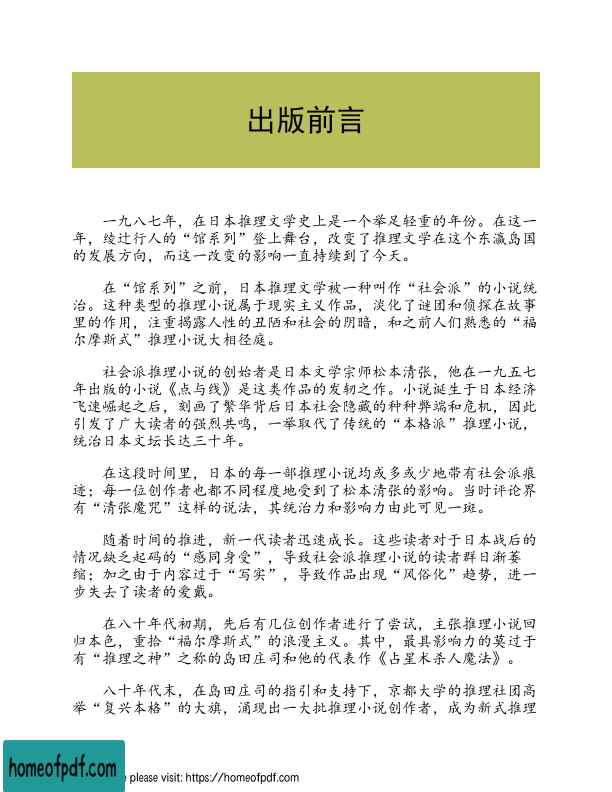 出版前言
一九八七年，在日本推理文学史上是一个举足轻重的年份。在这一
年，绫辻行人的“馆系列”登上舞台，改变了推理文学在这个东瀛岛国
的发展方向，而这一改变的影响一直持续到了今天。
在“馆系列”之前，日本推理文学被一种叫作“社会派”的小说统
治。这种类型的推理小说属于现实主义作品，淡化了谜团和侦探在故事
里的作用，注重揭露人性的丑陋和社会的阴暗，和之前人们熟悉的“福
尔摩斯式”推理小说大相径庭。
社会派推理小说的创始者是日本文学宗师松本清张，他在一九五七
年出版的小说《点与线》是这类作品的发轫之作。小说诞生于日本经济
飞速崛起之后，刻画了繁华背后日本社会隐藏的种种弊端和危机，因此
引发了广大读者的强烈共鸣，一举取代了传统的“本格派”推理小说，
统治日本文坛长达三十年。
在这段时间里，日本的每一部推理小说均或多或少地带有社会派痕
迹；每一位创作者也都不同程度地受到了松本清张的影响。当时评论界
有“清张魔咒”这样的说法，其统治力和影响力由此可见一斑。
随着时间的推进，新一代读者迅速成长。这些读者对于日本战后的
情况缺乏起码的“感同身受”，导致社会派推理小说的读者群日渐萎
缩；加之由于内容过于“写实”，导致作品出现“风俗化”趋势，进一
步失去了读者的爱戴。
在八十年代初期，先后有几位创作者进行了尝试，主张推理小说回
归本色，重拾“福尔摩斯式”的浪漫主义。其中，最具影响力的莫过于
有“推理之神”之称的岛田庄司和他的代表作《占星术杀人魔法》。
八十年代末，在岛田庄司的指引和支持下，京都大学的推理社团高
举“复兴本格”的大旗，涌现出一大批推理小说创作者，成为新式推理
homeofpdf.com
e please visit: https://homeofpdf.com